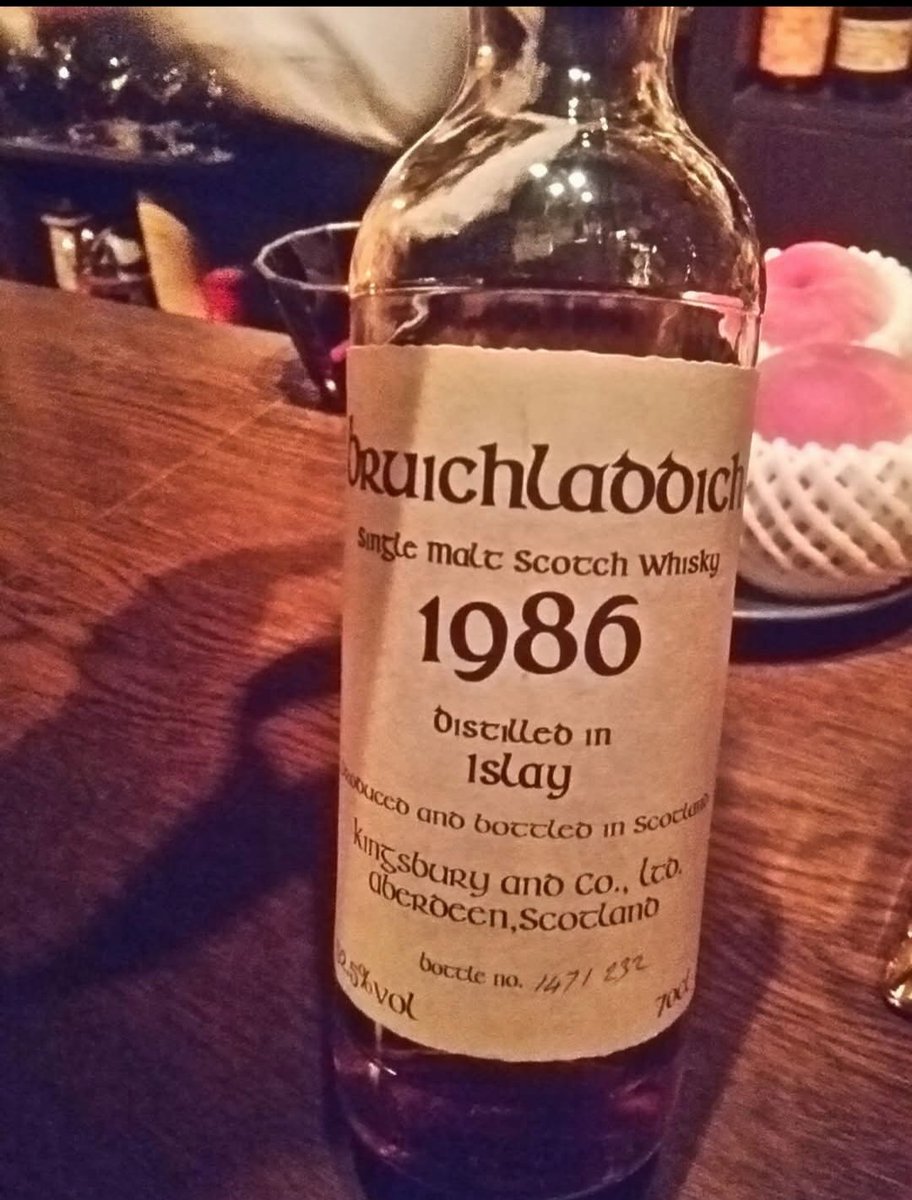 bruichladdich
Single Malt Scotch Whisky
1986
Distilled in
Islay
produced and bottled in Scotland
Kingsbury and Co., Ltd.
Aberdeen, Scotland
bottle no. 1471 232
70cl